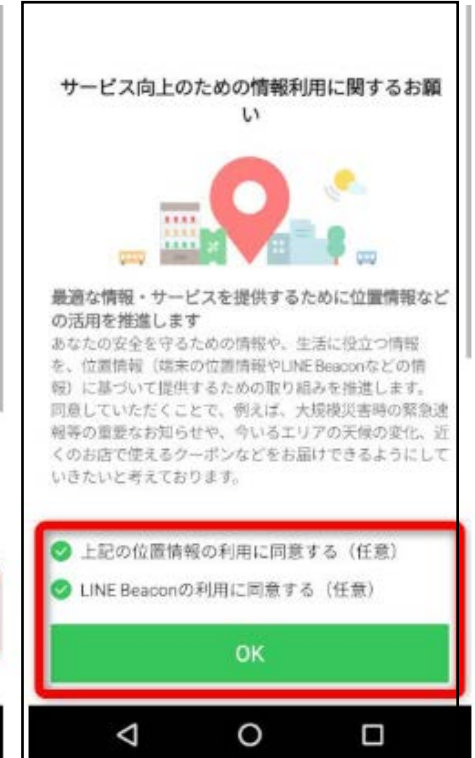 サービス向上のための情報利用に関するお願
い
最適な情報・サービスを提供するために位置情報など
の活用を推進します
あなたの安全を守るための情報や、生活に役立つ情報
を、位置情報（端末の位置情報やLINE Beaconなどの情
報）に基づいて提供するための取り組みを推進します。
同意していただくことで、例えば、大規模災害時の緊急速
報等の重要なお知らせや、今いるエリアの天候の変化、近
くのお店で使えるクーポンなどをお届けできるようにして
いきたいと考えております。
上記の位置情報の利用に同意する（任意）
LINE Beaconの利用に同意する（任意）
OK